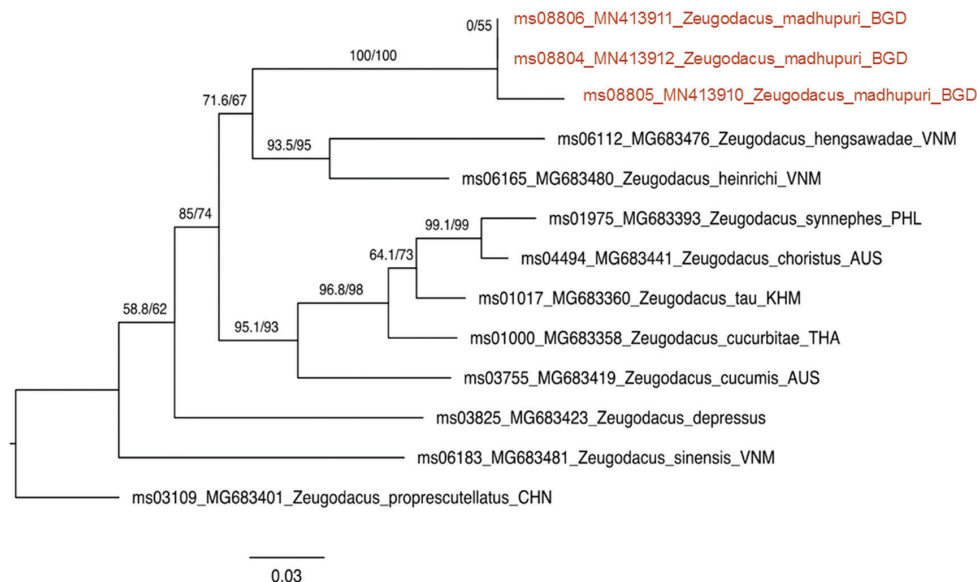 ms08806_MN413911_Zeugodacus_madhupuri_BGD
0/55
ms08804_MN413912_Zeugodacus_madhupuri_BGD
100/100
ms08805_MN413910_Zeugodacus_madhupuri_BGD
71.6/67
ms06112_MG683476_Zeugodacus_hengsawadae_VNM
93.5/95
ms06165_MG683480_Zeugodacus_heinrichi_VNM
85/74
99.1/99
ms01975_MG683393_Zeugodacus_synnephes_PHL
64.1/73
ms04494_MG683441_Zeugodacus_choristus_AUS
96.8/98
ms01017_MG683360_Zeugodacus_tau_KHM
58.8/62
95.1/93
ms01000_MG683358_Zeugodacus_cucurbitae_THA
ms03755_MG683419_Zeugodacus_cucumis_AUS
ms03825_MG683423_Zeugodacus_depressus
ms06183_MG683481_Zeugodacus_sinensis_VNM
ms03109_MG683401_Zeugodacus_proprescutellatus_CHN
0.03